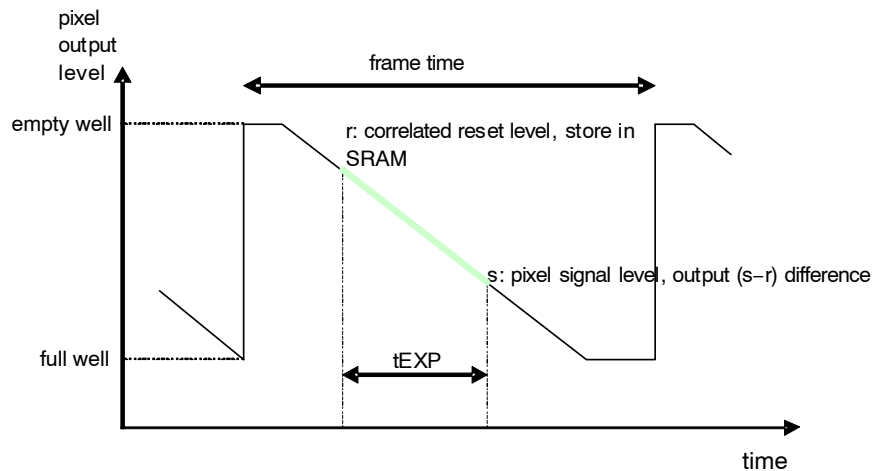 pixel
output
level
frame time
empty well
r: correlated reset level, store in
SRAM
s: pixel signal level, output (s−r) difference
full well
tEXP
time